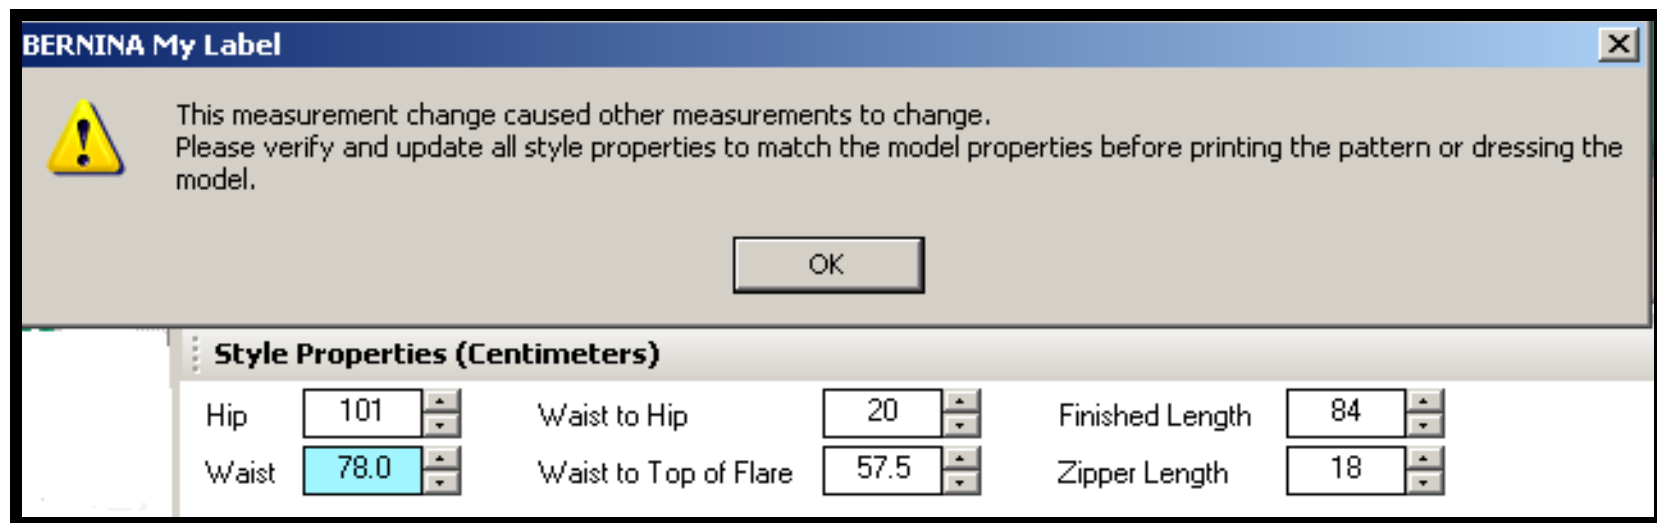 BERNINA My Label
This measurement change caused other measurements to change.
Please verify and update all style properties to match the model properties before printing the pattern or dressing the
model.
OK
Style Properties (Centimeters)
Hip 101 Waist to Hip 20 Finished Length 84
Waist 78.0 Waist to Top of Flare 57.5 Zipper Length 18